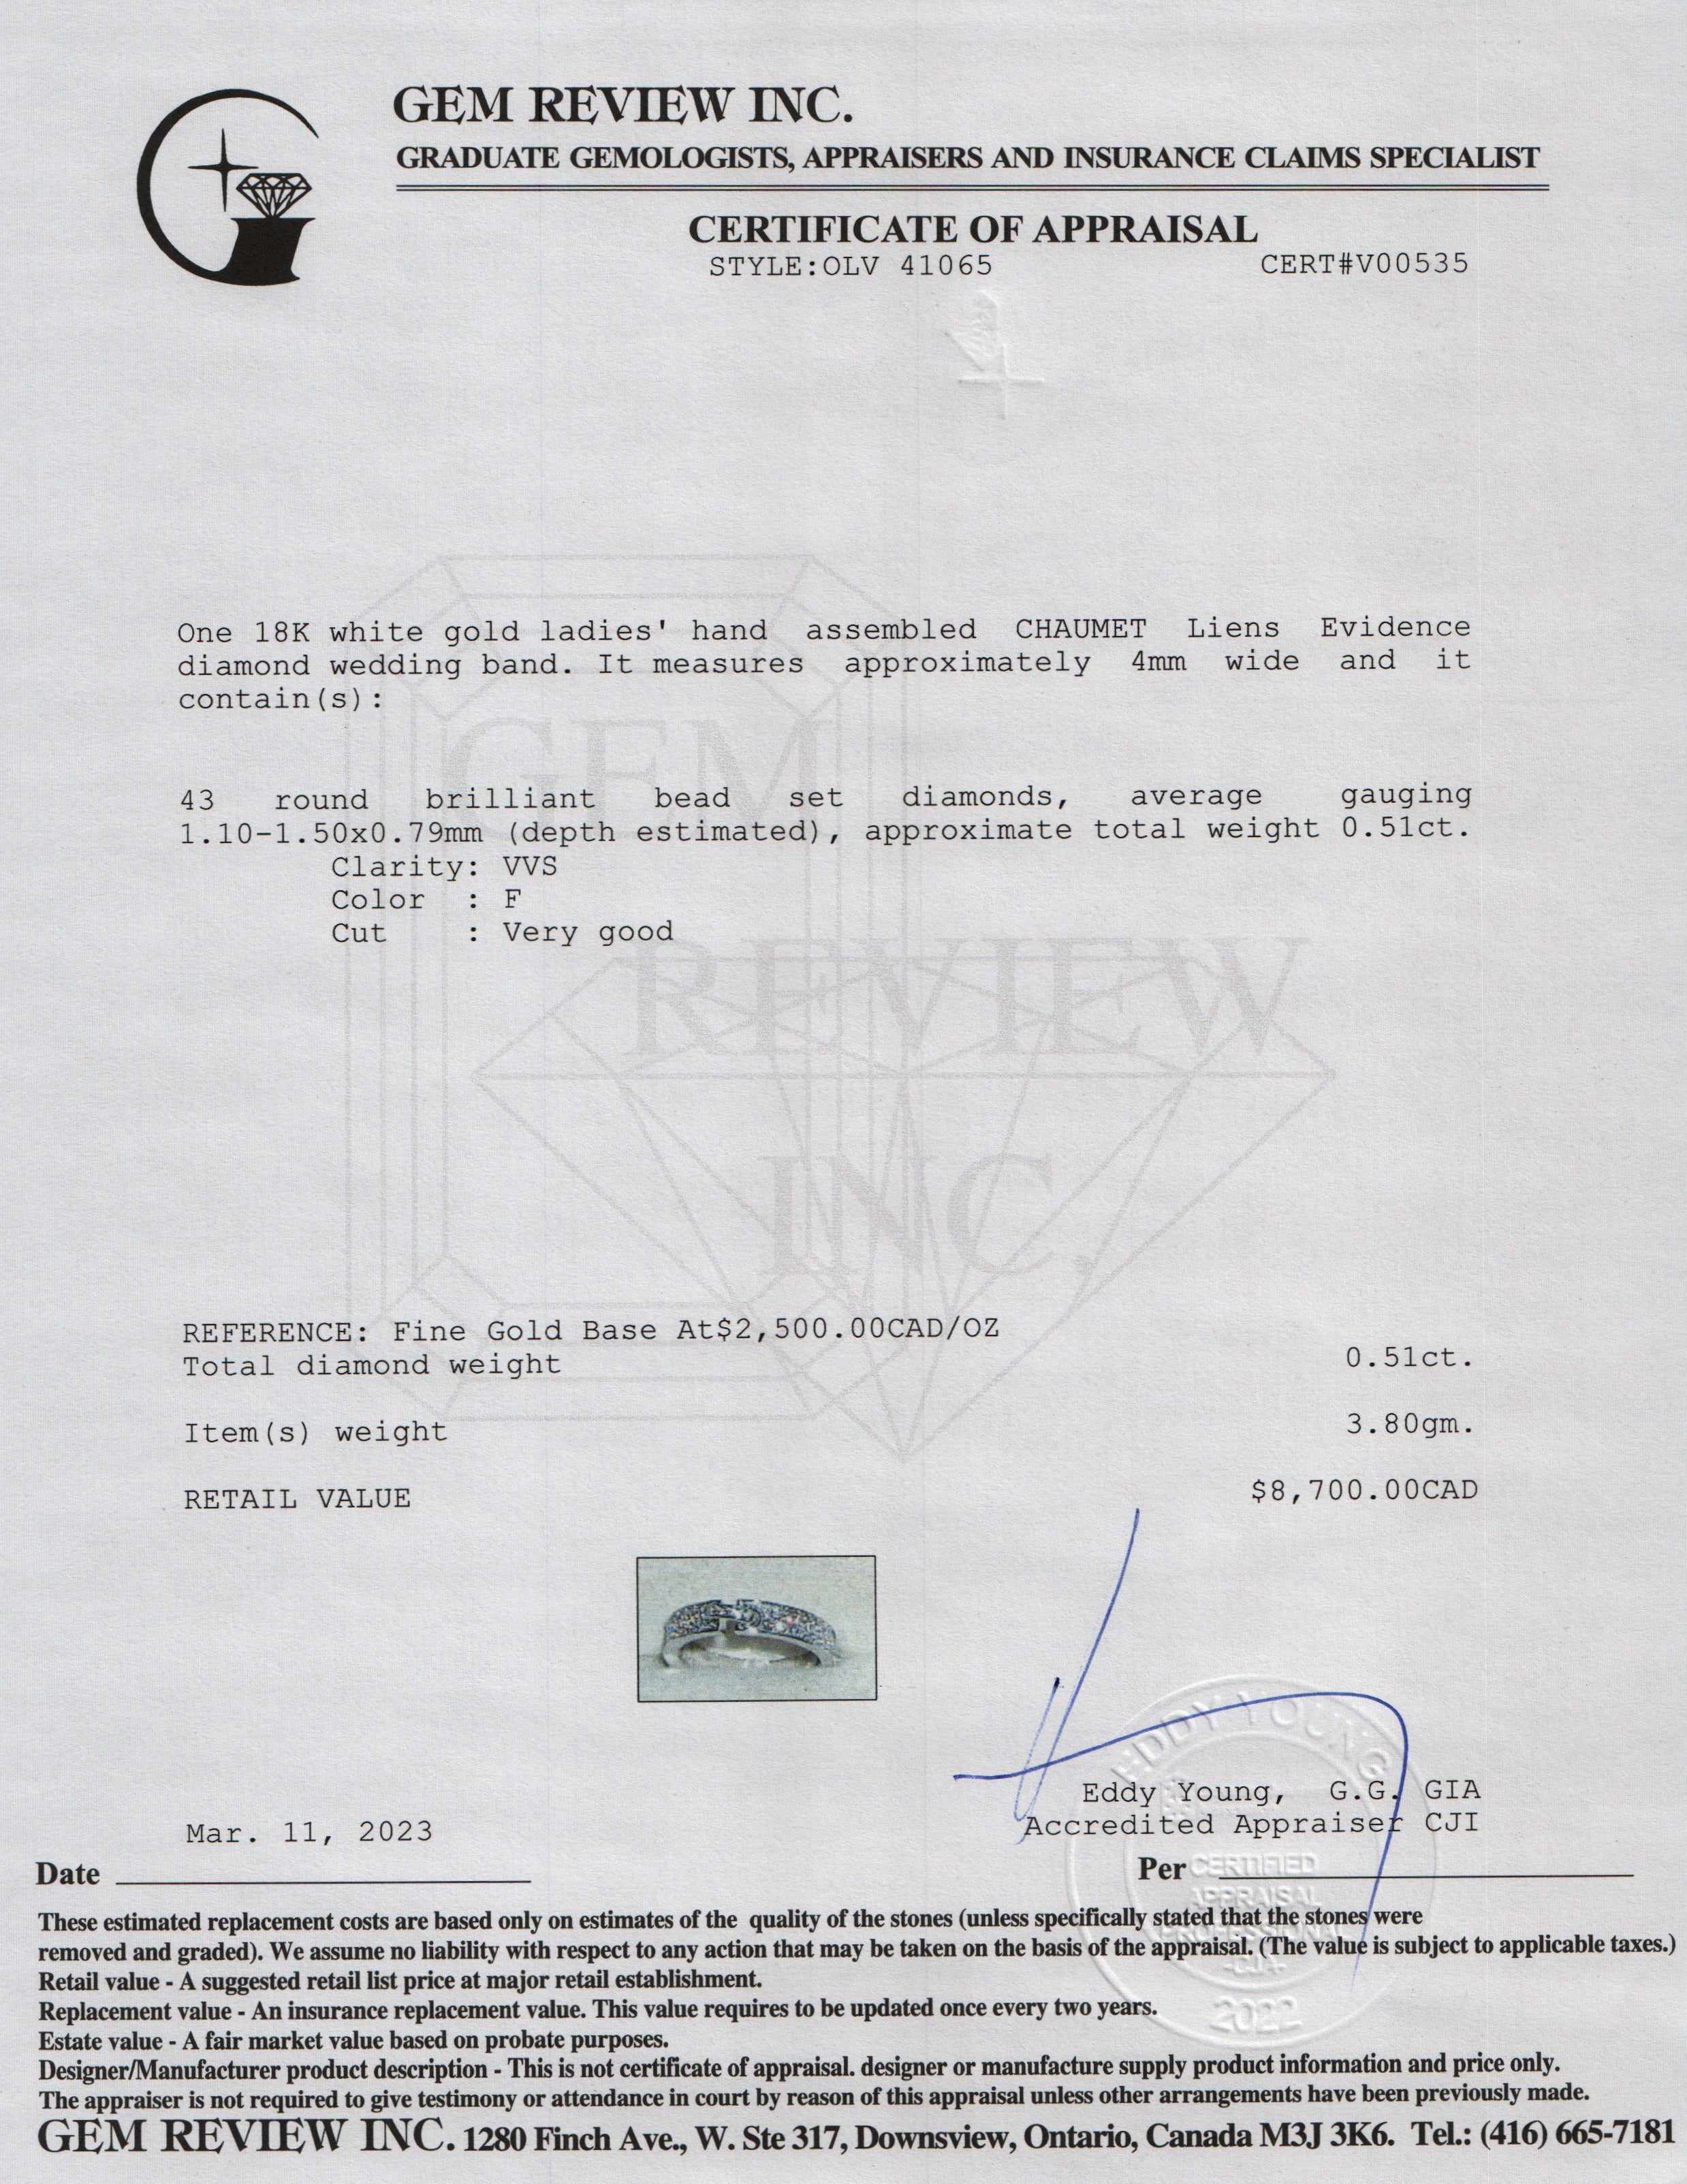 GEM REVIEW INC.
GRADUATE GEMOLOGISTS, APPRAISERS AND INSURANCE CLAIMS SPECIALIST
CERTIFICATE OF APPRAISAL
STYLE:OLV 41065 CERT#V00535
One 18K white gold ladies' hand assembled CHAUMET Liens Evidence
diamond wedding band. It measures approximately 4mm wide and it
contain(s):
GEM
43 round brilliant bead set diamonds, average gauging
1.10-1.50x0.79mm (depth estimated), approximate total weight 0.51ct.
Clarity: VVS
Color : F
Cut : Very good
REVIEW
INC.
REFERENCE: Fine Gold Base At$2,500.00CAD/OZ
Total diamond weight 0.51ct.
Item(s) weight 3.80gm.
RETAIL VALUE $8,700.00CAD
EDDY YOUNG
Eddy Young, G.G. GIA
Accredited Appraiser CJI
Mar. 11, 2023
Date
Per
CERTIFIED
APPRAISAL
PROFESSIONAL
2022
These estimated replacement costs are based only on estimates of the quality of the stones (unless specifically stated that the stones were
removed and graded). We assume no liability with respect to any action that may be taken on the basis of the appraisal. (The value is subject to applicable taxes.)
Retail value - A suggested retail list price at major retail establishment.
Replacement value - An insurance replacement value. This value requires to be updated once every two years.
Estate value - A fair market value based on probate purposes.
Designer/Manufacturer product description - This is not certificate of appraisal. designer or manufacture supply product information and price only.
The appraiser is not required to give testimony or attendance in court by reason of this appraisal unless other arrangements have been previously made.
GEM REVIEW INC. 1280 Finch Ave., W. Ste 317, Downsview, Ontario, Canada M3J 3K6. Tel.: (416) 665-7181